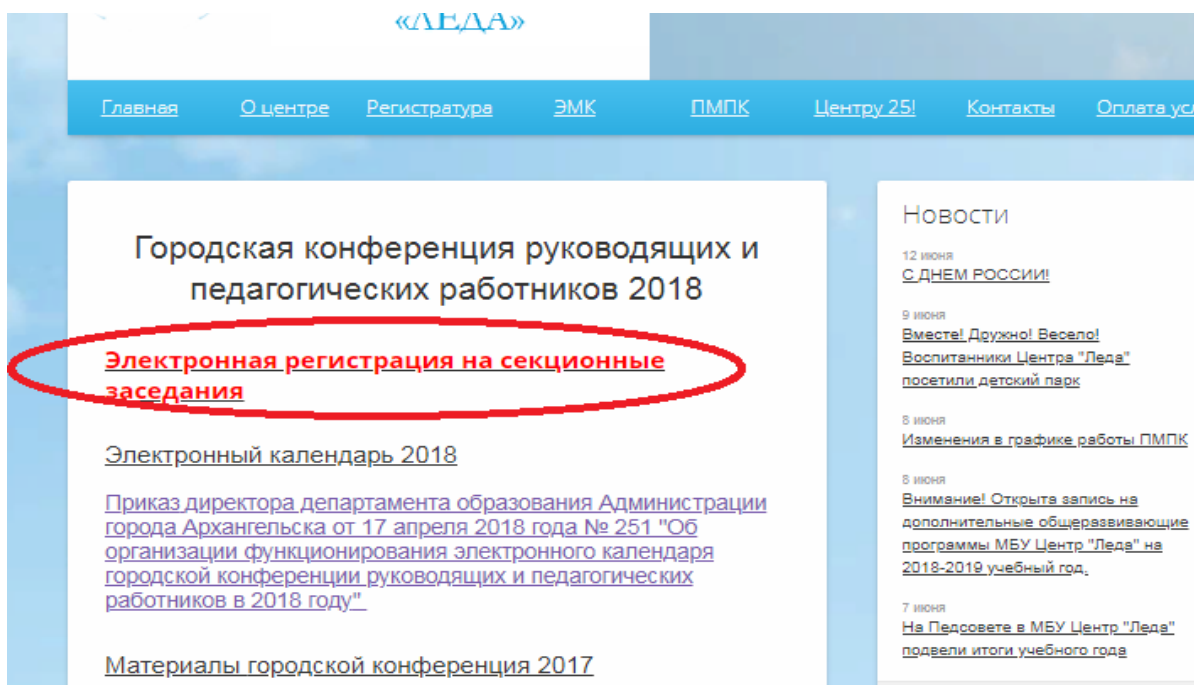 «ЛЕДА»
Главная О центре Регистратура ЭМК ПМПК Центру 25! Контакты Оплата
Городская конференция руководящих и
педагогических работников 2018
Электронная регистрация на секционные
заседания
Электронный календарь 2018
Приказ директора департамента образования Администрации
города Архангельска от 17 апреля 2018 года № 251 "Об
организации функционирования электронного календаря
городской конференции руководящих и педагогических
работников в 2018 году"
Материалы городской конференция 2017
Новости
12 июня
С ДНЕМ РОССИИ!
9 июня
Вместе! Дружно! Весело!
Воспитанники Центра "Леда"
посетили детский парк
8 июня
Изменения в графике работы ПМПК
8 июня
Внимание! Открыта запись на
дополнительные общеразвивающие
программы МБУ Центр "Леда" на
2018-2019 учебный год.
7 июня
На Педсовете в МБУ Центр "Леда"
подвели итоги учебного года